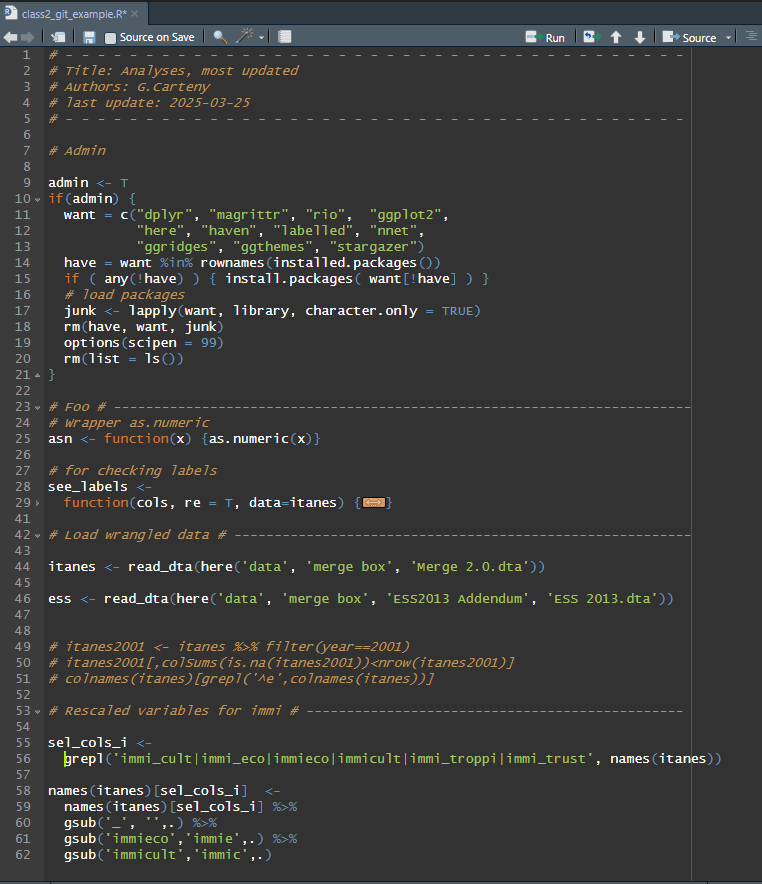 class2_git_example.R*
Source on Save Run Source
1 # - - - - - - - - - - - - - - - - - - - - - - - - - - - - - - - - - - - - - - -
2 # Title: Analyses, most updated
3 # Authors: G.Carteny
4 # last update: 2025-03-25
5 # - - - - - - - - - - - - - - - - - - - - - - - - - - - - - - - - - - - - - - -
6
7 # Admin
8
9 admin <- T
10 if(admin) {
11   want = c("dplyr", "magrittr", "rio",  "ggplot2",
12            "here", "haven", "labelled", "nnet",
13            "ggridges", "ggthemes", "stargazer")
14   have = want %in% rownames(installed.packages())
15   if ( any(!have) ) { install.packages( want[!have] ) }
16   # load packages
17   junk <- lapply(want, library, character.only = TRUE)
18   rm(have, want, junk)
19   options(scipen = 99)
20   rm(list = ls())
21 }
22
23 # Foo # ------------------------------------------------------------------------
24 # Wrapper as.numeric
25 asn <- function(x) {as.numeric(x)}
26
27 # for checking labels
28 see_labels <-
29   function(cols, re = T, data=itanes) {}
41
42 # Load wrangled data # ---------------------------------------------------------
43
44 itanes <- read_dta(here('data', 'merge box', 'Merge 2.0.dta'))
45
46 ess <- read_dta(here('data', 'merge box', 'ESS2013 Addendum', 'ESS 2013.dta'))
47
48
49 # itanes2001 <- itanes %>% filter(year==2001)
50 # itanes2001[,colSums(is.na(itanes2001))<nrow(itanes2001)]
51 # colnames(itanes)[grepl('^e',colnames(itanes))]
52
53 # Rescaled variables for immi # -----------------------------------------------
54
55 sel_cols_i <-
56   grepl('immi_cult|immi_eco|immieco|immicult|immi_troppi|immi_trust', names(itanes))
57
58 names(itanes)[sel_cols_i]  <-
59   names(itanes)[sel_cols_i] %>%
60   gsub('_', '',.) %>%
61   gsub('immieco','immie',.) %>%
62   gsub('immicult','immic',.)